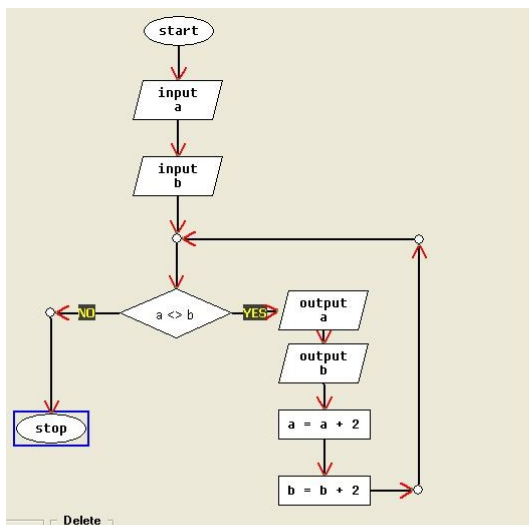 start
input
a
input
b
a <> b
NO
YES
output
a
output
b
a = a + 2
b = b + 2
stop
Delete